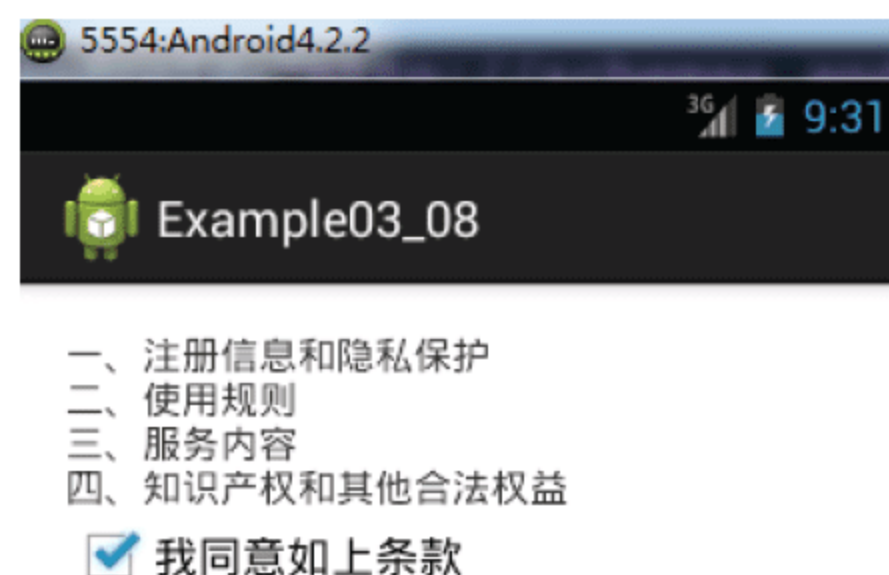 5554:Android4.2.2
3G 9:31
Example03_08
一、注册信息和隐私保护
二、使用规则
三、服务内容
四、知识产权和其他合法权益
我同意如上条款